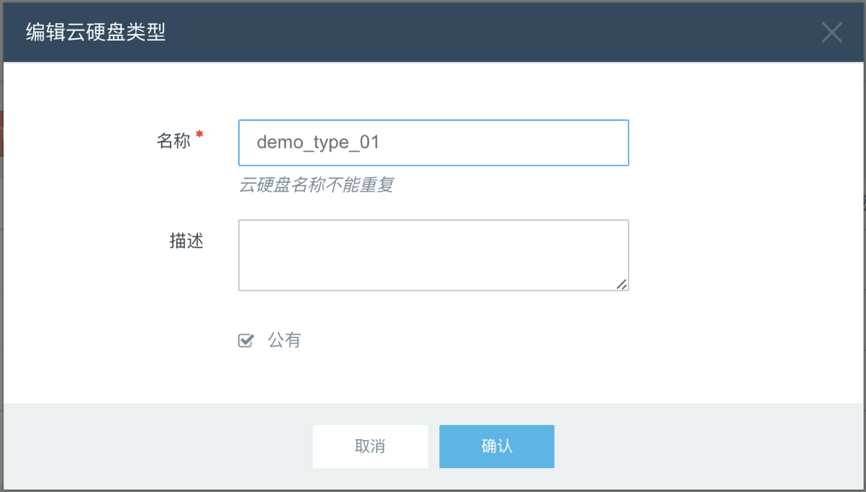 编辑云硬盘类型
名称 *
demo_type_01
云硬盘名称不能重复
描述
公有
取消
确认